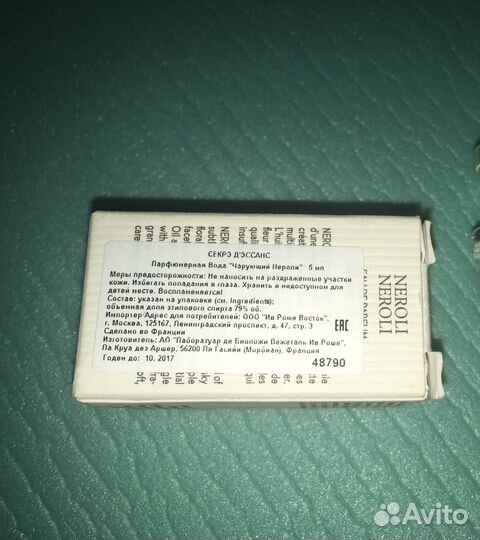 СЕКРЭ Д'ЭССАНС
Парфюмерная Вода "Чарующий Нероли" 5 мл
Меры предосторожности: Не наносить на раздраженные участки
кожи. Избегать попадания в глаза. Хранить в недоступном для
детей месте. Воспламеняется!
Состав: указан на упаковке (см. Ingredients);
объемная доля этилового спирта 79% об.
Импортер/Адрес для потребителей: ООО "Ив Роше Восток",
г. Москва, 125167, Ленинградский проспект, д. 47, стр. 3
Сделано во Франции
Изготовитель: АО "Лаборатуар де Биоложи Вежеталь Ив Роше",
Ла Круа дез Аршер, 56200 Ля Гасийи (Морбиан), Франция
Годен до: 10. 2017
48790
EAC
NEROLI
NEROLI
EAU DE PARFUM
Avito